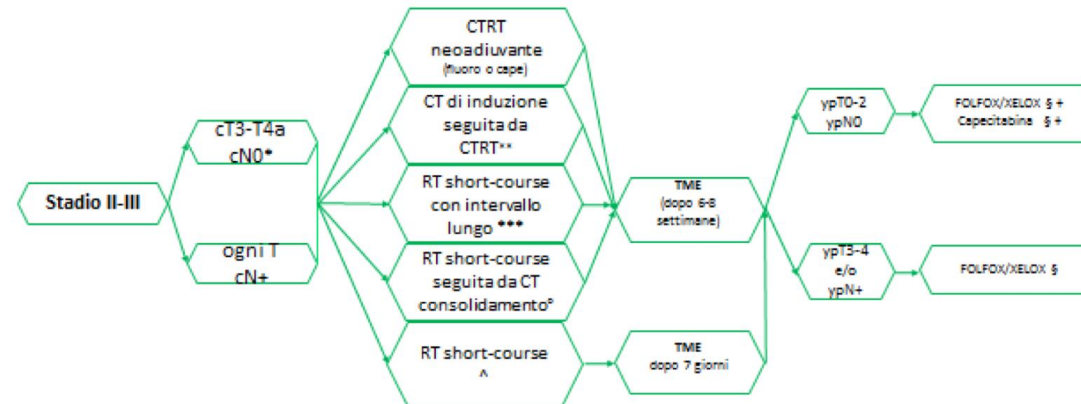 Stadio II-III
cT3-T4a
cN0*
ogni T
cN+
CTRT
neoadiuvante
(fluoro o cape)
CT di induzione
seguita da
CTRT**
RT short-course
con intervallo
lungo ***
RT short-course
seguita da CT
consolidamento°
RT short-course
^
TME
(dopo 6-8
settimane)
TME
dopo 7 giorni
ypT0-2
ypN0
ypT3-4
e/o
ypN+
FOLFOX/XELOX § +
Capecitabina § +
FOLFOX/XELOX §